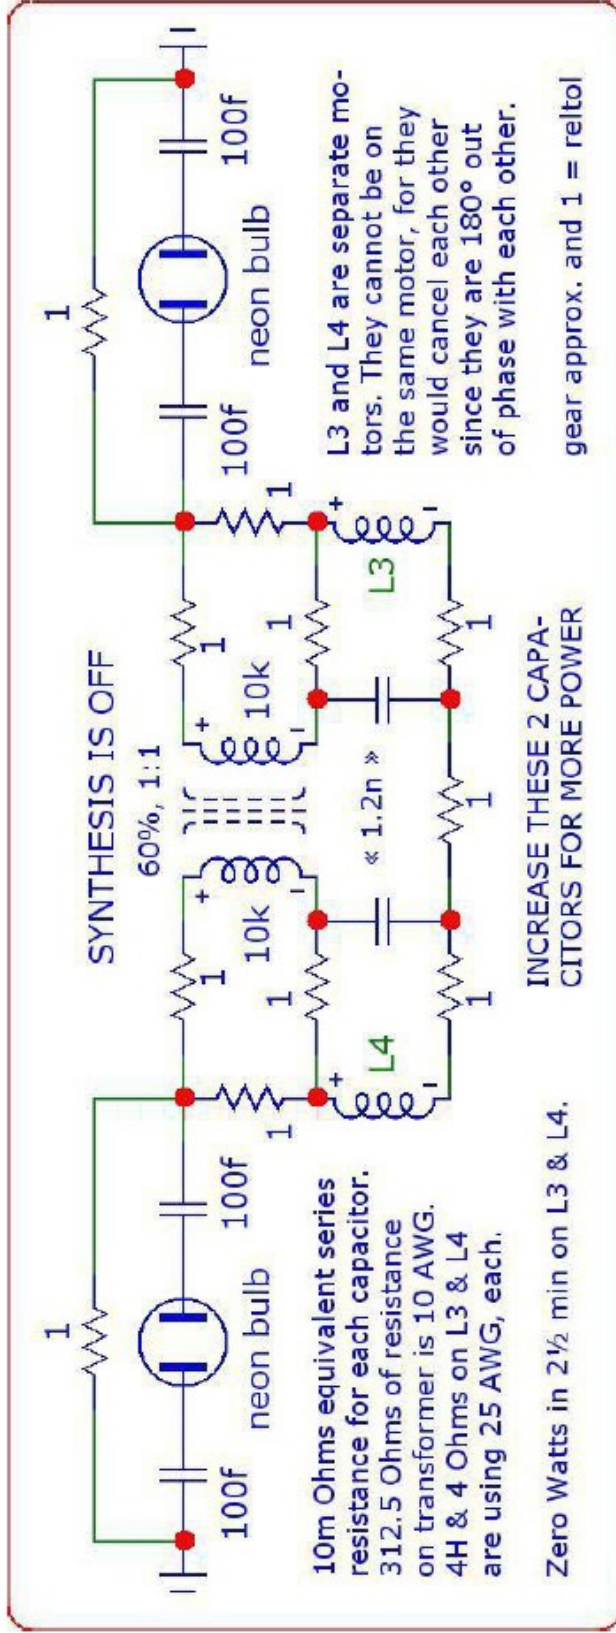 SYNTHESIS IS OFF
60%, 1:1
1
1
100f
neon bulb
100f
1
10k
10k
1
100f
neon bulb
100f
1
1
1
1
L4
« 1.2n »
L3
1
1
1
10m Ohms equivalent series
resistance for each capacitor.
312.5 Ohms of resistance
on transformer is 10 AWG.
4H & 4 Ohms on L3 & L4
are using 25 AWG, each.
Zero Watts in 2½ min on L3 & L4.
INCREASE THESE 2 CAPA-
CITORS FOR MORE POWER
L3 and L4 are separate mo-
tors. They cannot be on
the same motor, for they
would cancel each other
since they are 180° out
of phase with each other.
gear approx. and 1 = reltol